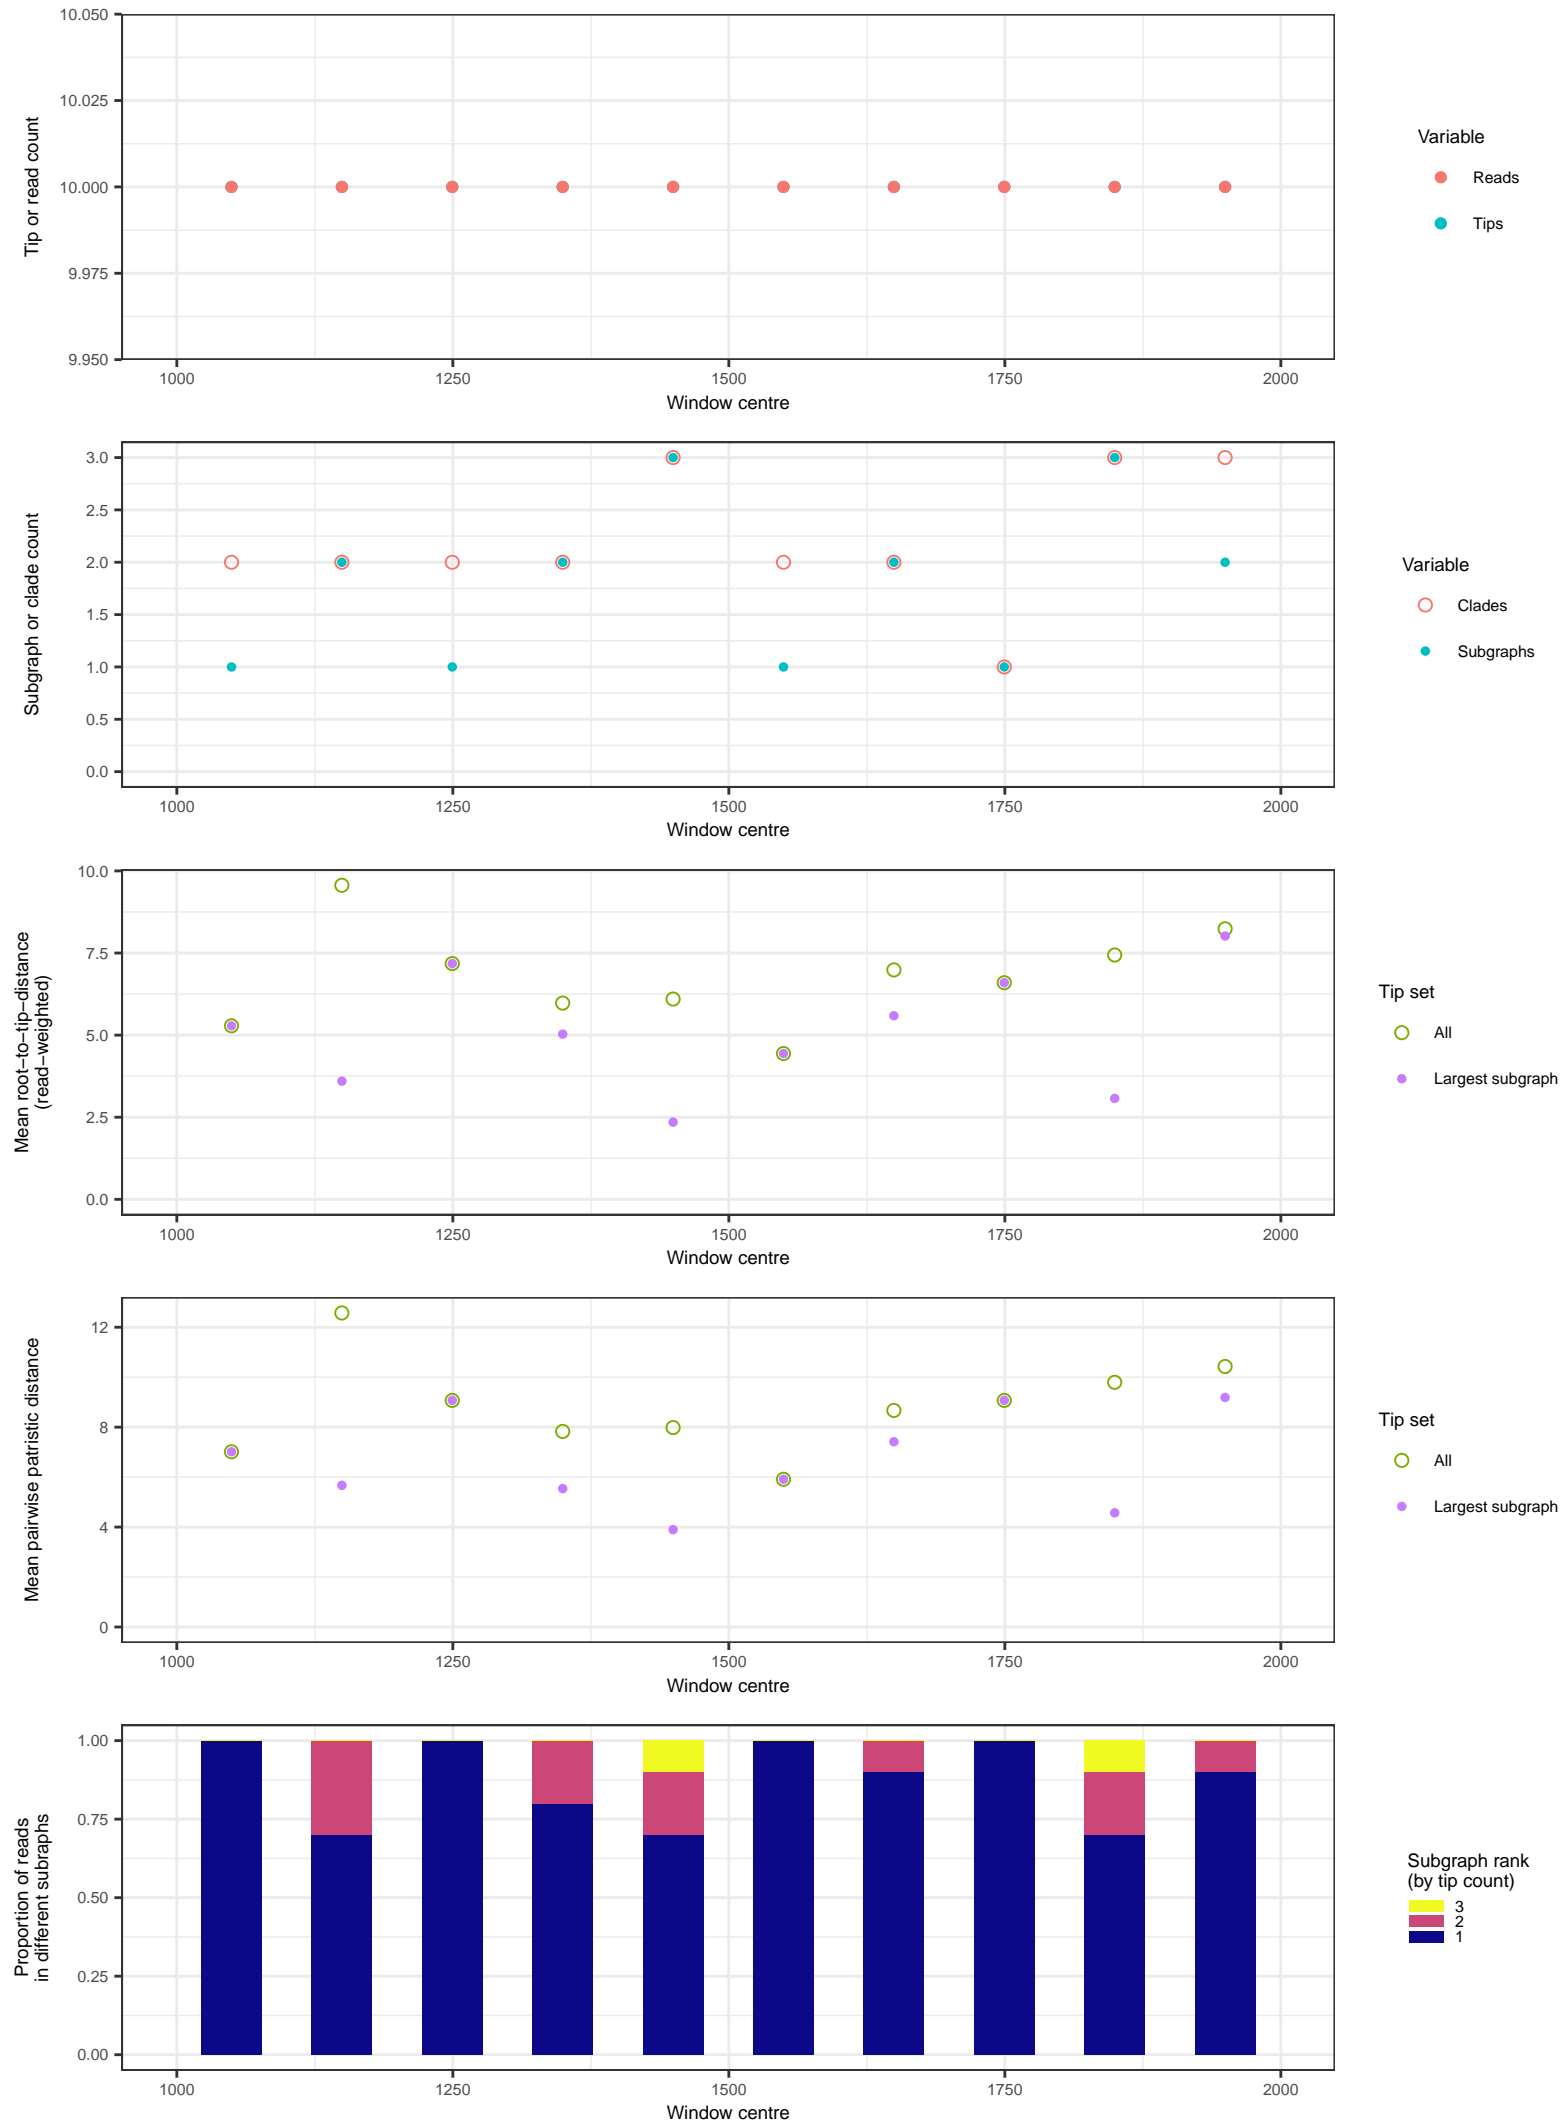 10.050
10.025
10.000
9.975
9.950
Tip or read count
1000 1250 1500 1750 2000
Window centre
Variable
Reads
Tips
3.0
2.5
2.0
1.5
1.0
0.5
0.0
Subgraph or clade count
1000 1250 1500 1750 2000
Window centre
Variable
Clades
Subgraphs
10.0
7.5
5.0
2.5
0.0
Mean root−to−tip−distance
(read−weighted)
1000 1250 1500 1750 2000
Window centre
Tip set
All
Largest subgraph
12
8
4
0
Mean pairwise patristic distance
1000 1250 1500 1750 2000
Window centre
Tip set
All
Largest subgraph
1.00
0.75
0.50
0.25
0.00
Proportion of reads
in different subraphs
1000 1250 1500 1750 2000
Window centre
Subgraph rank
(by tip count)
3
2
1